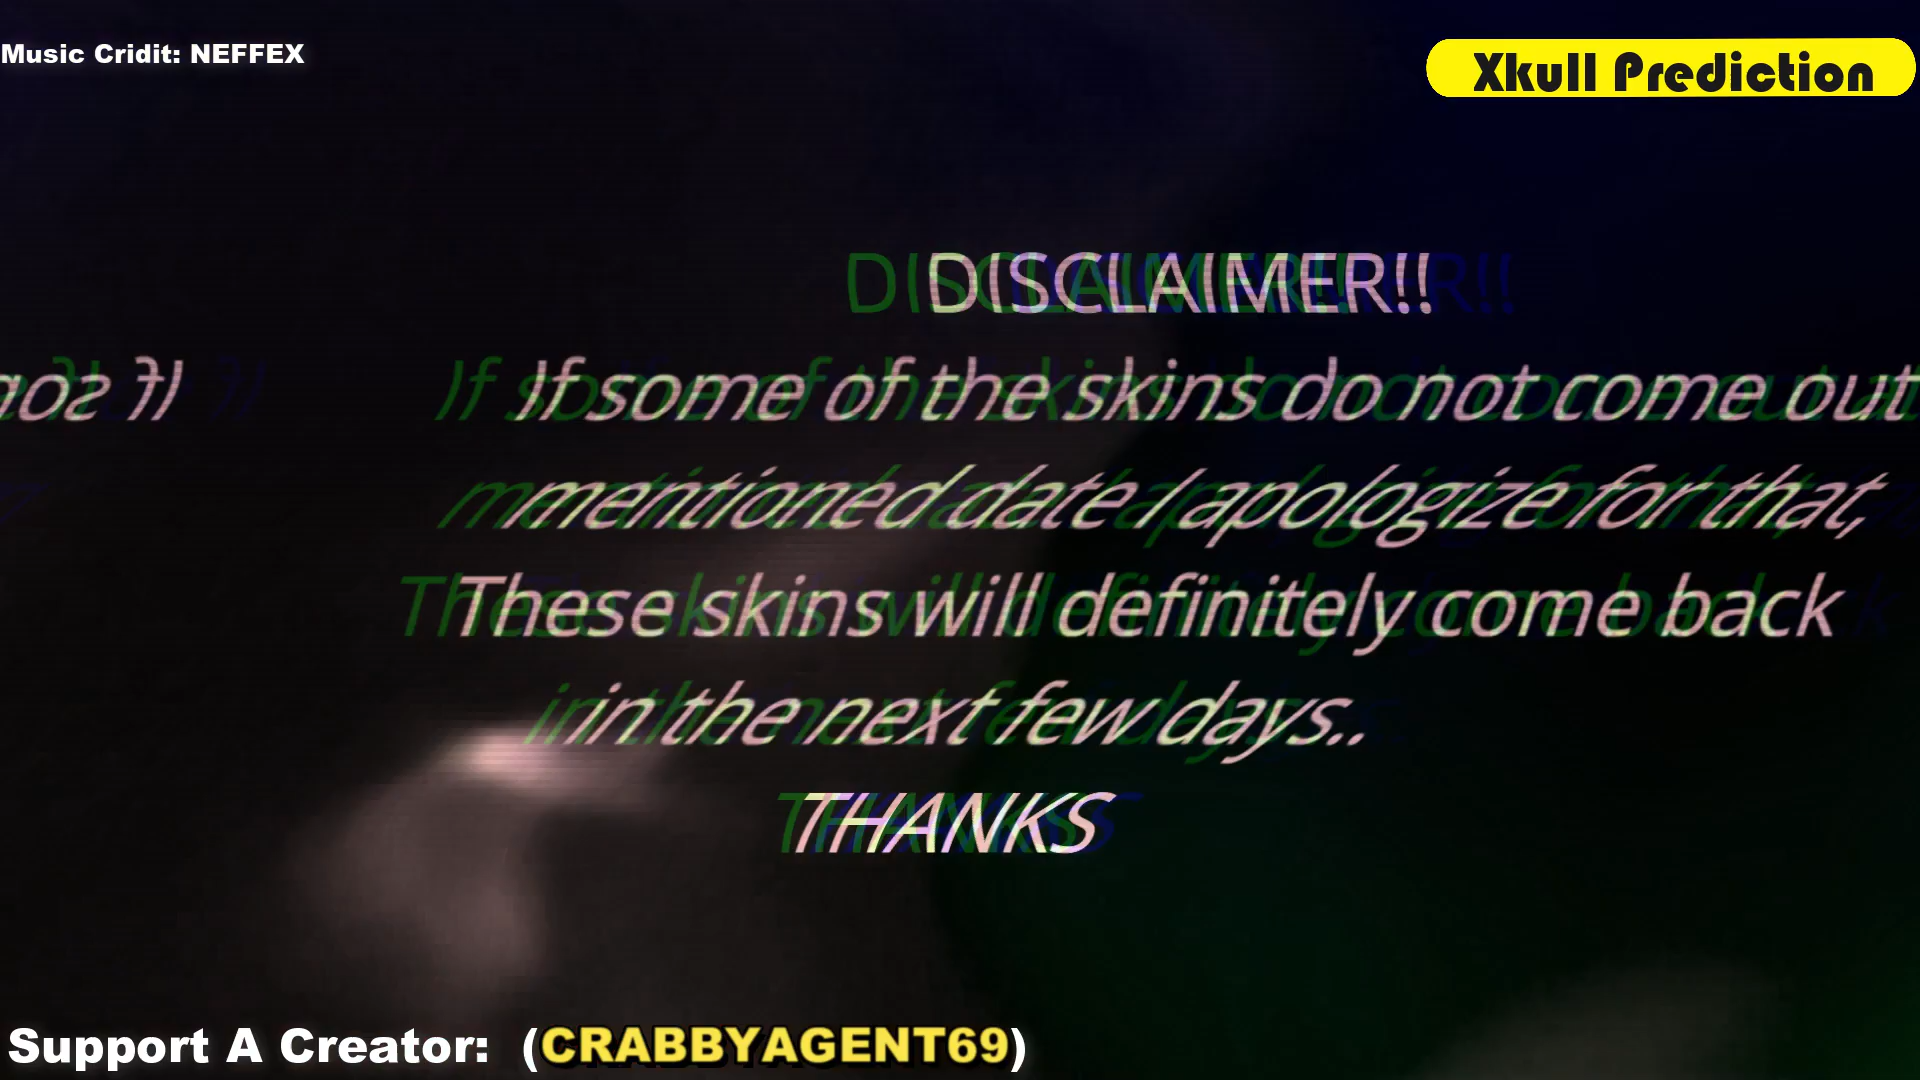 Music Cridit: NEFFEX
Xkull Prediction
DISCLAIMER!!
If some of the skins do not come out
mentioned date I apologize for that,
These skins will definitely come back
in the next few days..
THANKS
Support A Creator: (CRABBYAGENT69)